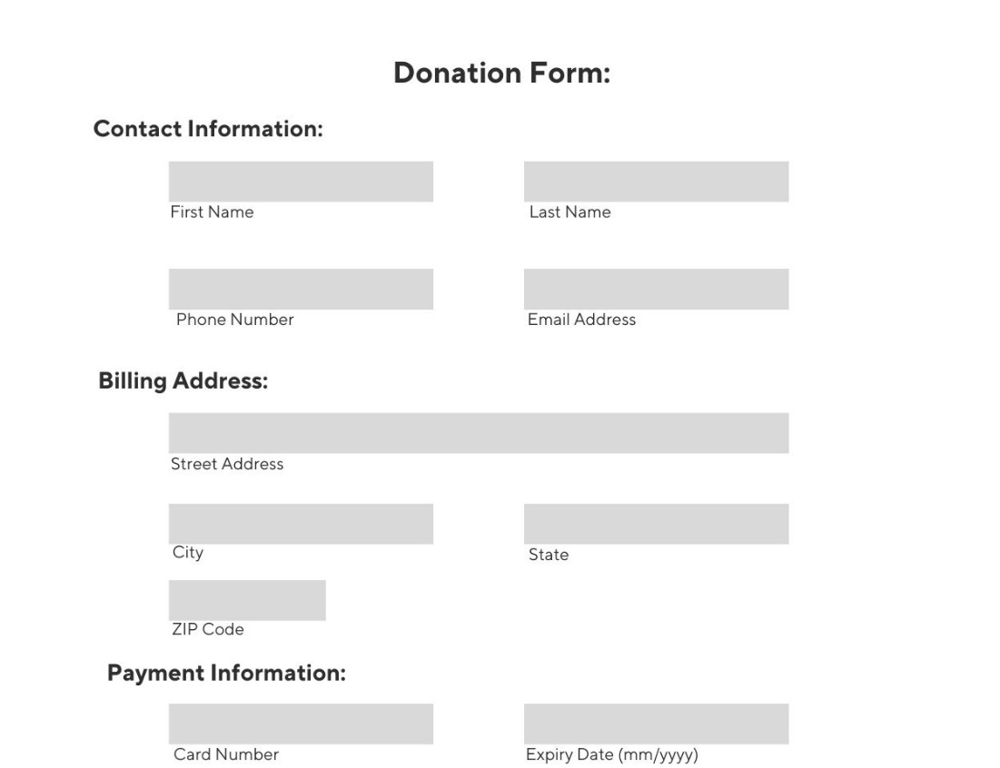 Donation Form:
Contact Information:
First Name
Last Name
Phone Number
Email Address
Billing Address:
Street Address
City
State
ZIP Code
Payment Information:
Card Number
Expiry Date (mm/yyyy)